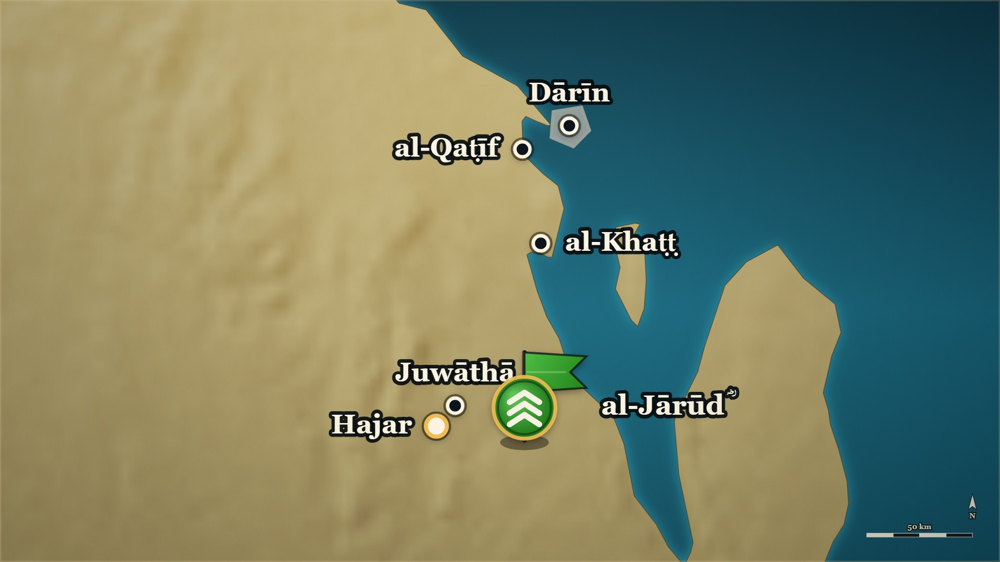 Dārīn
al-Qaṭīf
al-Khaṭṭ
Juwāthā
al-Jārūdؓ
Hajar
N
50 km